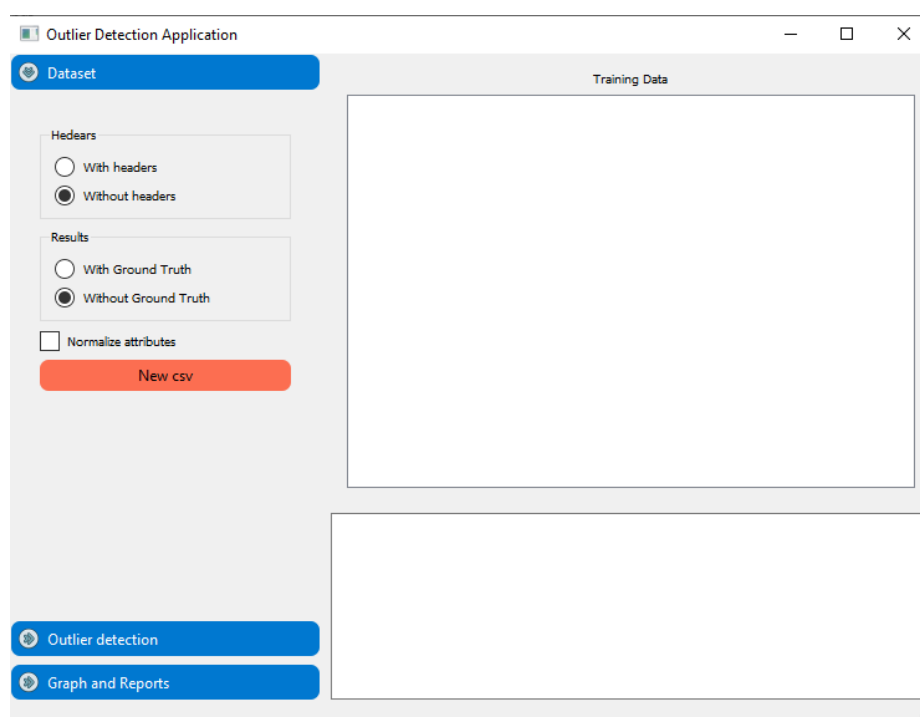 Outlier Detection Application
Dataset
Training Data
Hedears
With headers
Without headers
Results
With Ground Truth
Without Ground Truth
Normalize attributes
New csv
Outlier detection
Graph and Reports